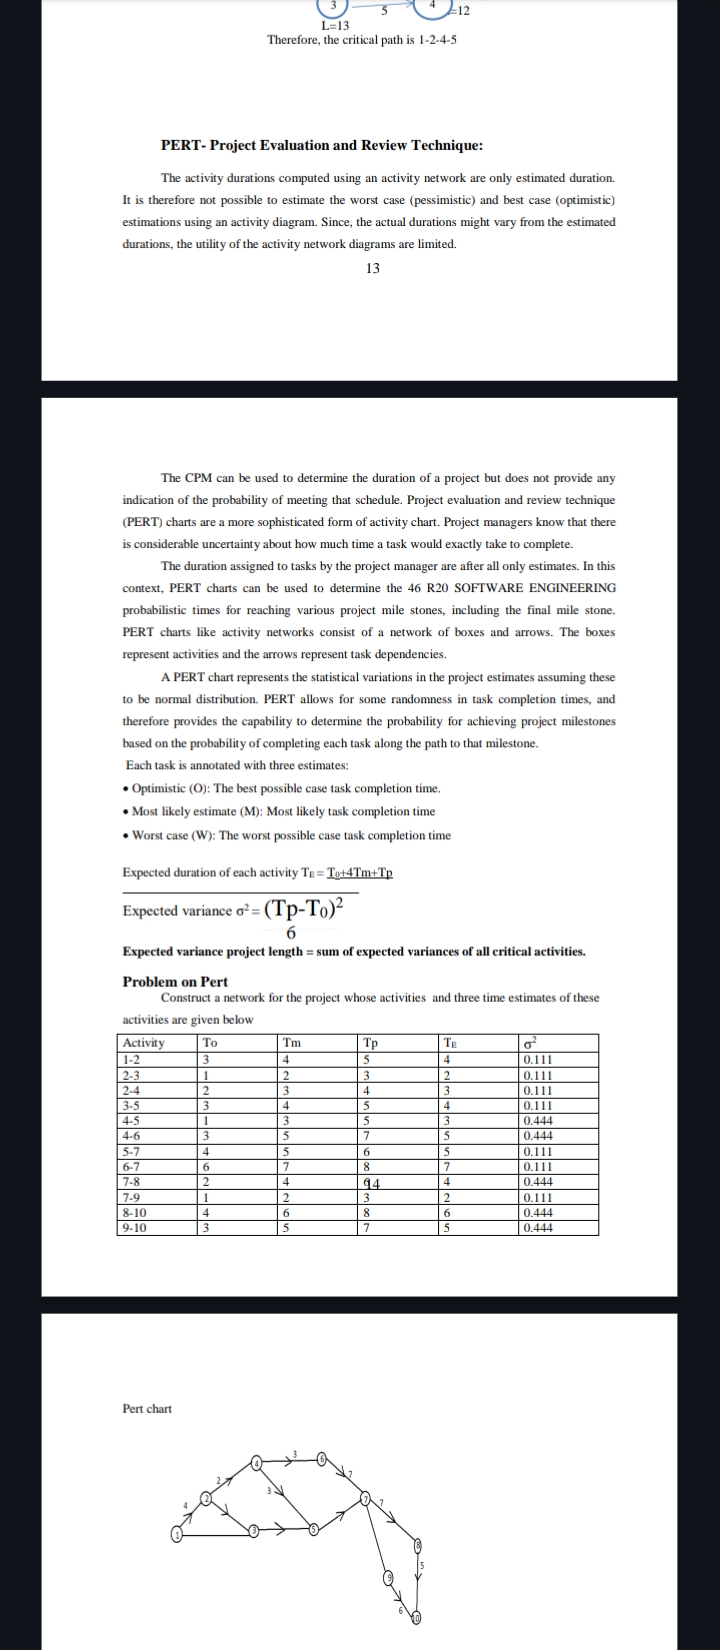 3
5
4
=12
L=13
Therefore, the critical path is 1-2-4-5
PERT- Project Evaluation and Review Technique:
The activity durations computed using an activity network are only estimated duration.
It is therefore not possible to estimate the worst case (pessimistic) and best case (optimistic)
estimations using an activity diagram. Since, the actual durations might vary from the estimated
durations, the utility of the activity network diagrams are limited.
13
The CPM can be used to determine the duration of a project but does not provide any
indication of the probability of meeting that schedule. Project evaluation and review technique
(PERT) charts are a more sophisticated form of activity chart. Project managers know that there
is considerable uncertainty about how much time a task would exactly take to complete.
The duration assigned to tasks by the project manager are after all only estimates. In this
context, PERT charts can be used to determine the 46 R20 SOFTWARE ENGINEERING
probabilistic times for reaching various project mile stones, including the final mile stone.
PERT charts like activity networks consist of a network of boxes and arrows. The boxes
represent activities and the arrows represent task dependencies.
A PERT chart represents the statistical variations in the project estimates assuming these
to be normal distribution. PERT allows for some randomness in task completion times, and
therefore provides the capability to determine the probability for achieving project milestones
based on the probability of completing each task along the path to that milestone.
Each task is annotated with three estimates:
• Optimistic (O): The best possible case task completion time.
• Most likely estimate (M): Most likely task completion time
• Worst case (W): The worst possible case task completion time
Expected duration of each activity TE = T0+4Tm+Tp
Expected variance σ² = (Tp-T0)²
6
Expected variance project length = sum of expected variances of all critical activities.
Problem on Pert
Construct a network for the project whose activities and three time estimates of these
activities are given below
Activity To Tm Tp TE σ²
1-2 3 4 5 4 0.111
2-3 1 2 3 2 0.111
2-4 2 3 4 3 0.111
3-5 3 4 5 4 0.111
4-5 1 3 5 3 0.444
4-6 3 5 7 5 0.444
5-7 4 5 6 5 0.111
6-7 6 7 8 7 0.111
7-8 2 4 4 0.444
7-9 1 2 3 2 0.111
8-10 4 6 8 6 0.444
9-10 3 5 7 5 0.444
Pert chart
4
3
6
2
7
2
3
7
7
4
1
3
5
8
5
9
6
10